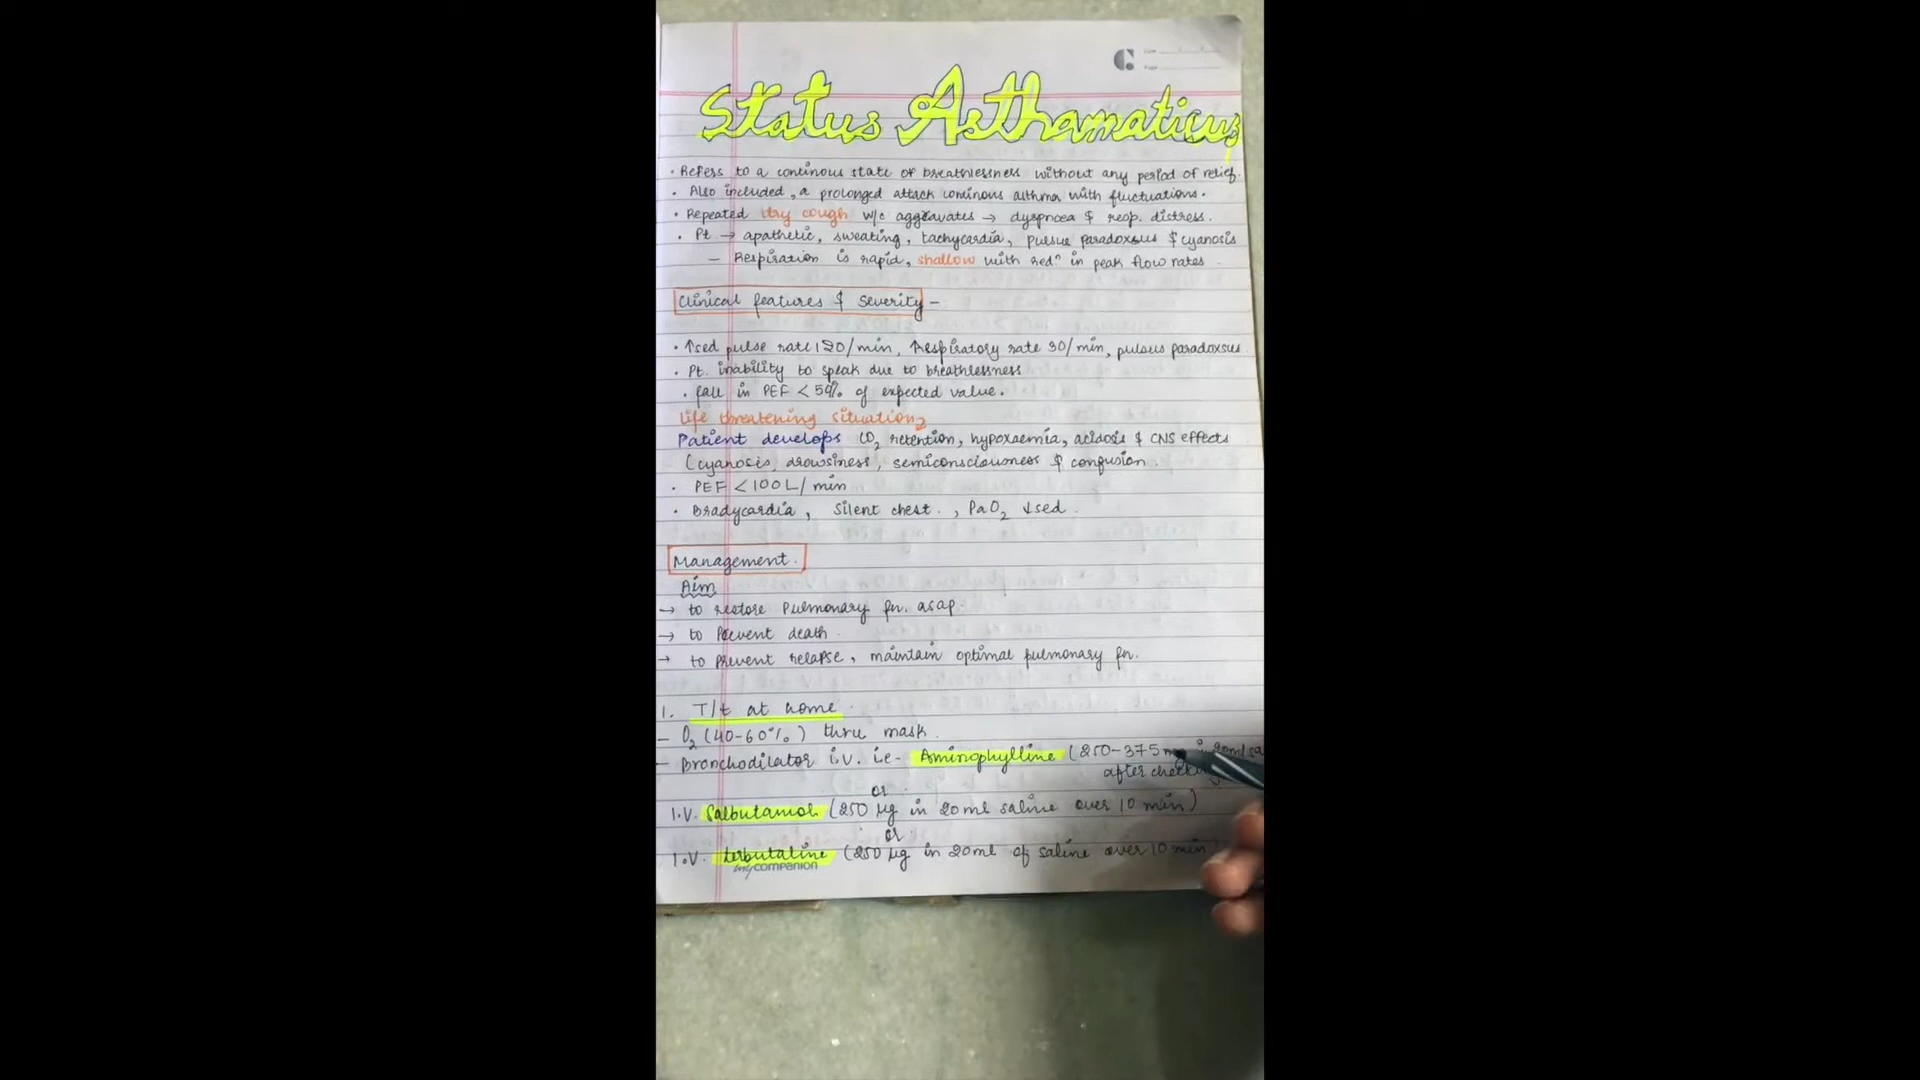 Status Asthamaticus
• Refers to a continous state of breathlessness without any period of relief.
• Also included, a prolonged attack continous asthma with fluctuations.
• Repeated dry cough w/c aggravates → dyspnoea & resp. distress.
• Pt → apathetic, sweating, tachycardia, pulsus paradoxsus & cyanosis
– Respiration is rapid, shallow with redⁿ in peak flow rates.
Clinical features & Severity –
• ↑sed pulse rate 120/min, Respiratory rate 30/min, pulsus paradoxsus.
• Pt. inability to speak due to breathlessness
• fall in PEF < 50% of expected value.
Life threatening situation
Patient develops CO2 retention, hypoxaemia, acidosis & CNS effects
(cyanosis, drowsiness, semiconsciousness & confusion.
• PEF < 100 L/min
• Bradycardia, Silent chest., PaO2 ↓sed.
Management.
Aim
→ to restore Pulmonary fn. asap.
→ to Prevent death.
→ to prevent relapse, maintain optimal pulmonary fn.
1. T/t at home.
– O2 (40-60%) thru mask.
– Bronchodilator i.v. i.e- Aminophylline (250-375 in 20ml
after checking
or
I.V. Salbutamol (250 μg in 20ml saline over 10 min)
or
I.V. terbutaline (250 μg in 20ml of saline over 10 min
my companion